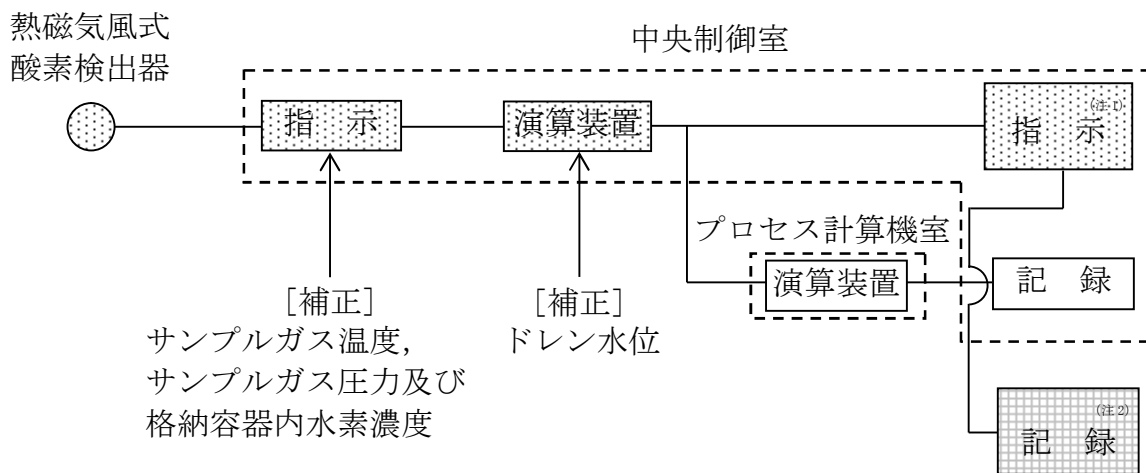 熱磁気風式
酸素検出器
中央制御室
指 示
演算装置
(注1)
指 示
プロセス計算機室
演算装置
記 録
[補正]
サンプルガス温度,
サンプルガス圧力及び
格納容器内水素濃度
[補正]
ドレン水位
(注2)
記 録